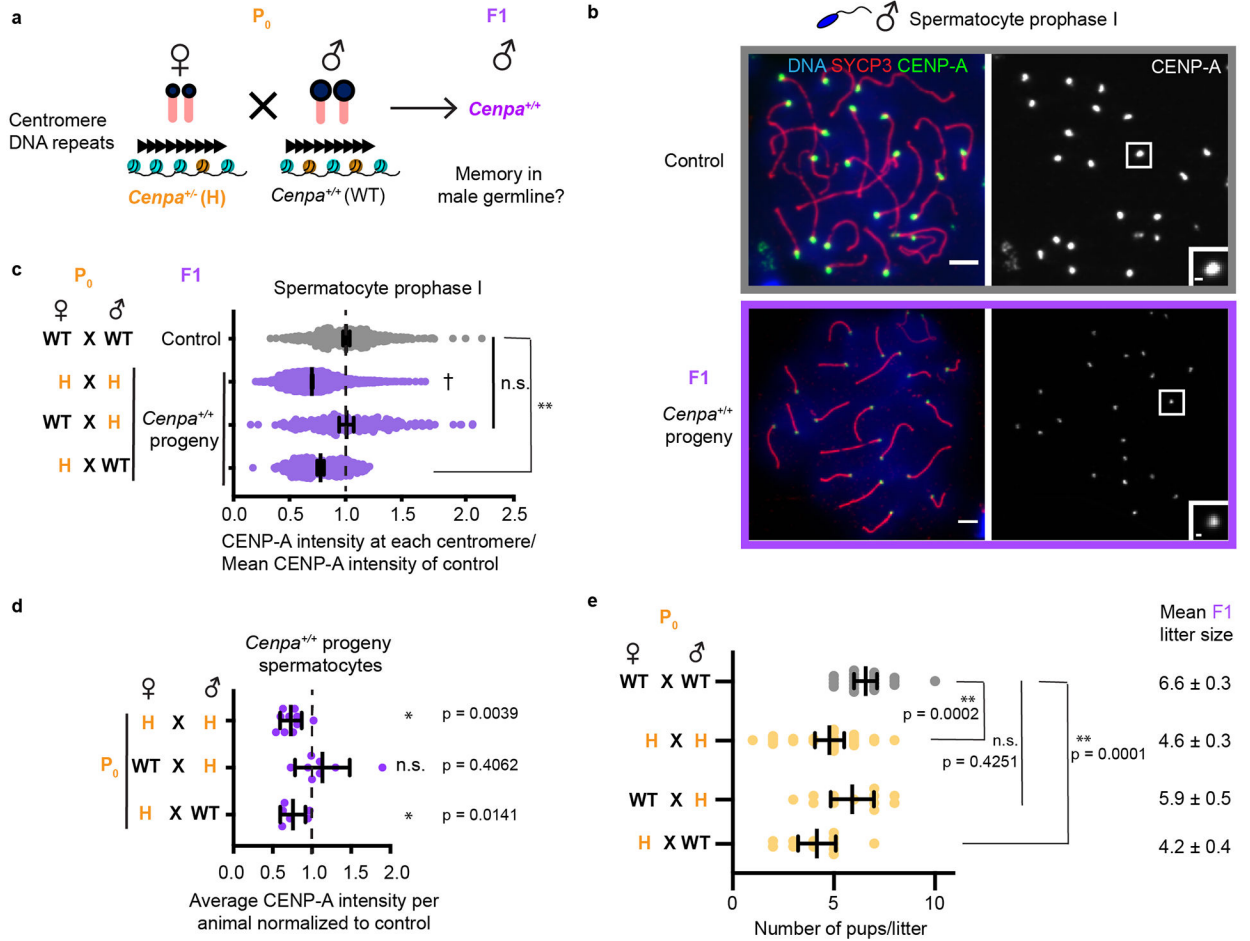 a
P0
F1
♀
♂
♂
Centromere
DNA repeats
Cenpa+/+
Cenpa+/- (H)
Cenpa+/+ (WT)
Memory in
male germline?
b
♂ Spermatocyte prophase I
DNA SYCP3 CENP-A
CENP-A
Control
F1
Cenpa+/+
progeny
c
P0
F1
♀ ♂
Spermatocyte prophase I
WT X WT
Control
H X H
†
WT X H
Cenpa+/+
progeny
H X WT
n.s.
**
0.0 0.5 1.0 1.5 2.0 2.5
CENP-A intensity at each centromere/
Mean CENP-A intensity of control
d
Cenpa+/+ progeny
spermatocytes
♀ ♂
P0
H X H * p = 0.0039
WT X H n.s. p = 0.4062
H X WT * p = 0.0141
0.0 0.5 1.0 1.5 2.0
Average CENP-A intensity per
animal normalized to control
e
P0
Mean F1
litter size
♀ ♂
WT X WT 6.6 ± 0.3
**
p = 0.0002
H X H 4.6 ± 0.3
n.s.
p = 0.4251
**
p = 0.0001
WT X H 5.9 ± 0.5
H X WT 4.2 ± 0.4
0 5 10
Number of pups/litter